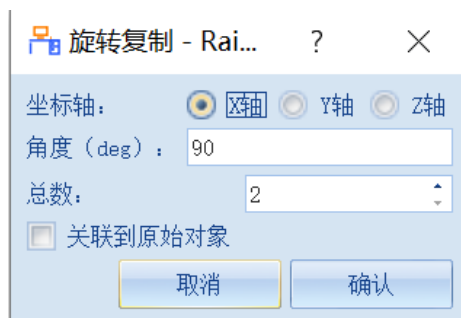 旋转复制 - Rai... ?
坐标轴: X轴 Y轴 Z轴
角度（deg）: 90
总数: 2
关联到原始对象
取消 确认